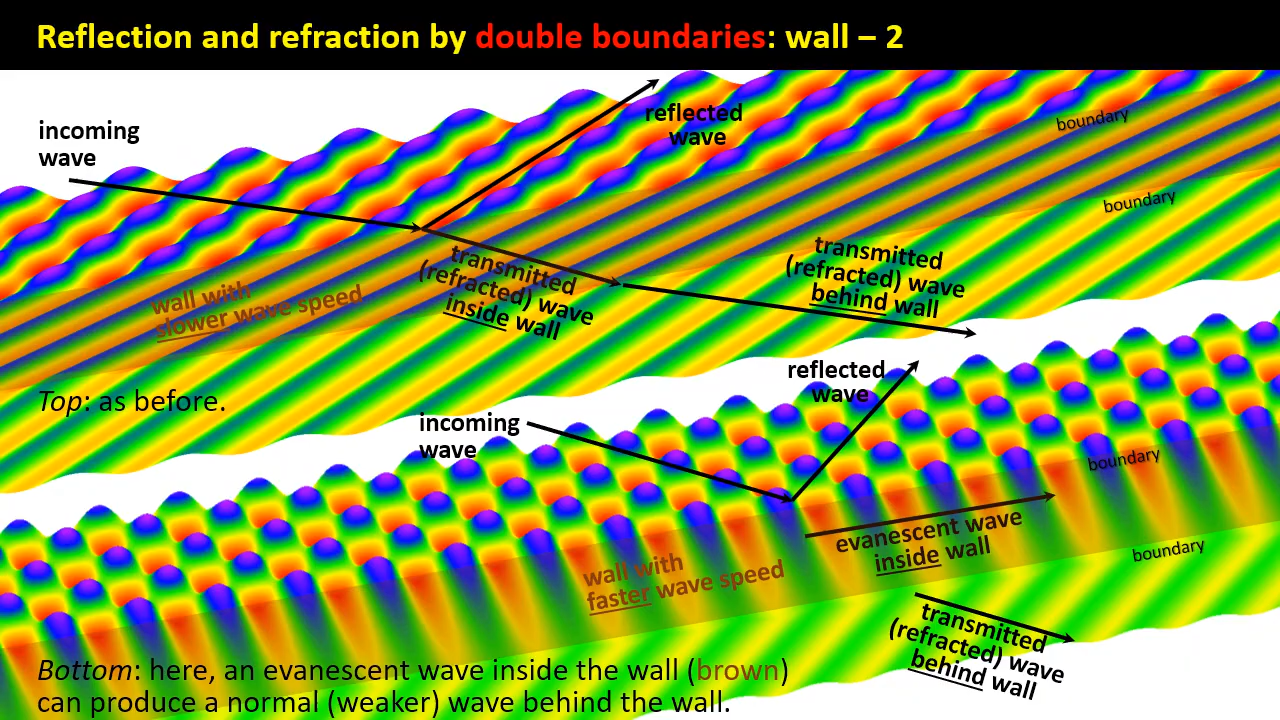 Reflection and refraction by double boundaries: wall – 2
incoming
wave
reflected
wave
boundary
boundary
transmitted
(refracted) wave
inside wall
transmitted
(refracted) wave
behind wall
wall with
slower wave speed
Top: as before.
incoming
wave
reflected
wave
boundary
evanescent wave
inside wall
boundary
wall with
faster wave speed
transmitted
(refracted) wave
behind wall
Bottom: here, an evanescent wave inside the wall (brown)
can produce a normal (weaker) wave behind the wall.